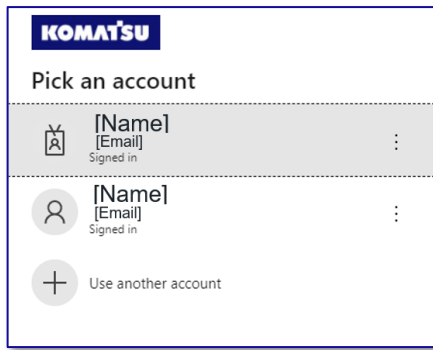 KOMATSU
Pick an account
[Name]
[Email]
Signed in
[Name]
[Email]
Signed in
Use another account